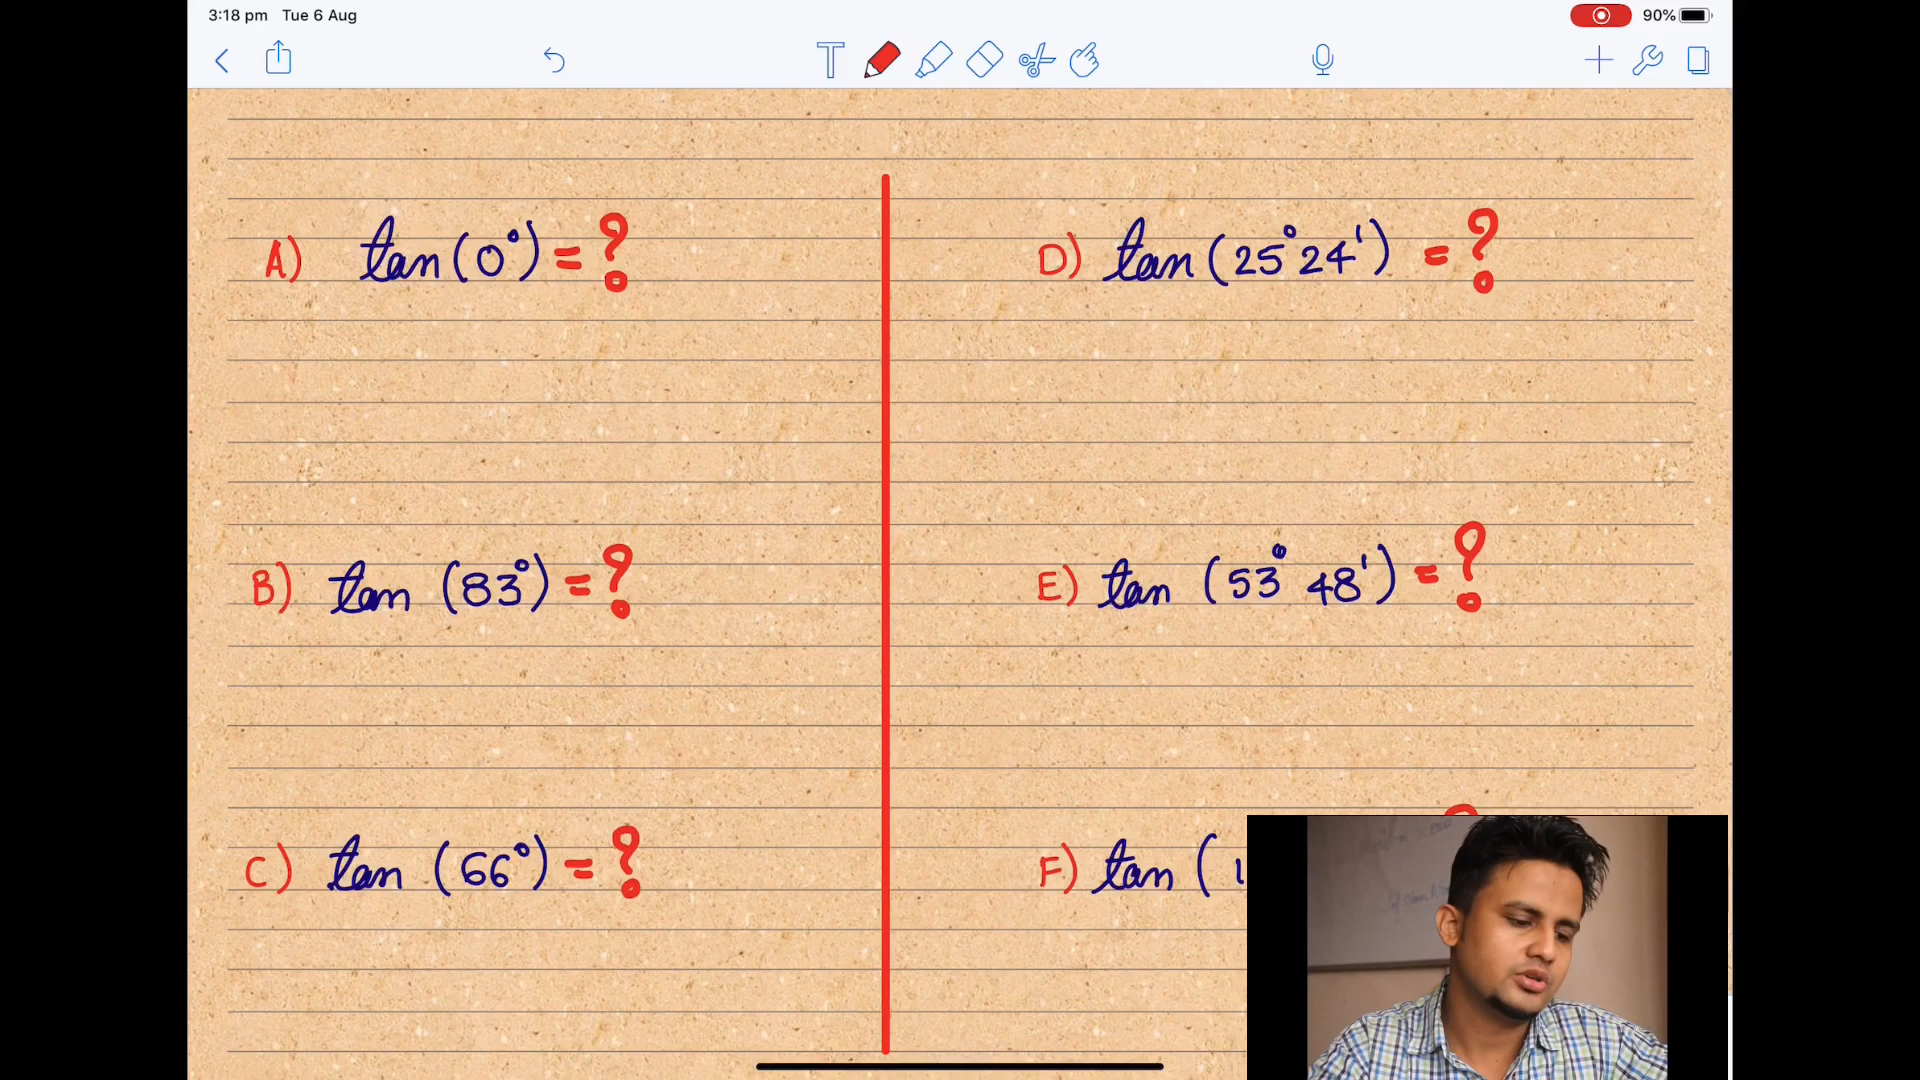 3:18 pm Tue 6 Aug
90%
T
A) tan (0°) = ?
B) tan (83°) = ?
C) tan (66°) = ?
D) tan (25°24') = ?
E) tan (53° 48') = ?
F) tan (1